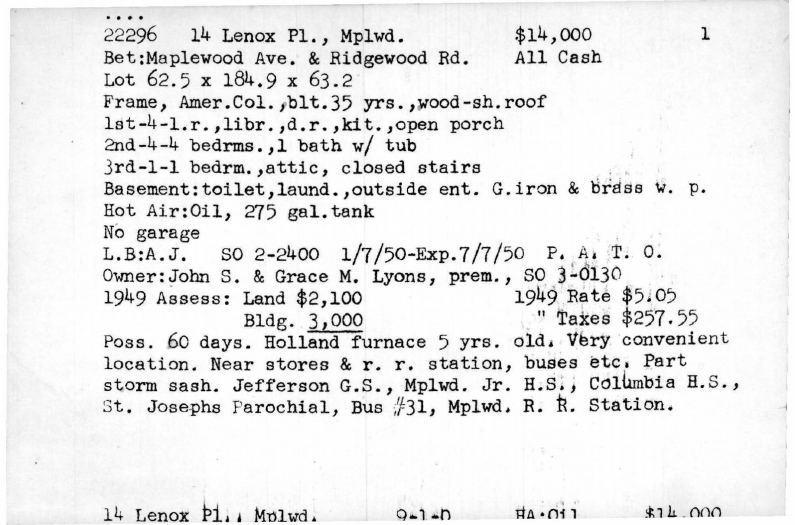 ....
22296 14 Lenox Pl., Mplwd. $14,000 1
Bet:Maplewood Ave. & Ridgewood Rd. All Cash
Lot 62.5 x 184.9 x 63.2
Frame, Amer.Col.,blt.35 yrs.,wood-sh.roof
1st-4-l.r.,libr.,d.r.,kit.,open porch
2nd-4-4 bedrms.,1 bath w/ tub
3rd-1-1 bedrm.,attic, closed stairs
Basement:toilet,laund.,outside ent. G.iron & brass w. p.
Hot Air:Oil, 275 gal.tank
No garage
L.B:A.J. SO 2-2400 1/7/50-Exp.7/7/50 P. A. T. O.
Owner:John S. & Grace M. Lyons, prem., SO 3-0130
1949 Assess: Land $2,100 1949 Rate $5.05
Bldg. 3,000 " Taxes $257.55
Poss. 60 days. Holland furnace 5 yrs. old. Very convenient
location. Near stores & r. r. station, buses etc. Part
storm sash. Jefferson G.S., Mplwd. Jr. H.S., Columbia H.S.,
St. Josephs Parochial, Bus #31, Mplwd. R. R. Station.
14 Lenox Pl., Mplwd. 9-1-D HA:Oil $14,000